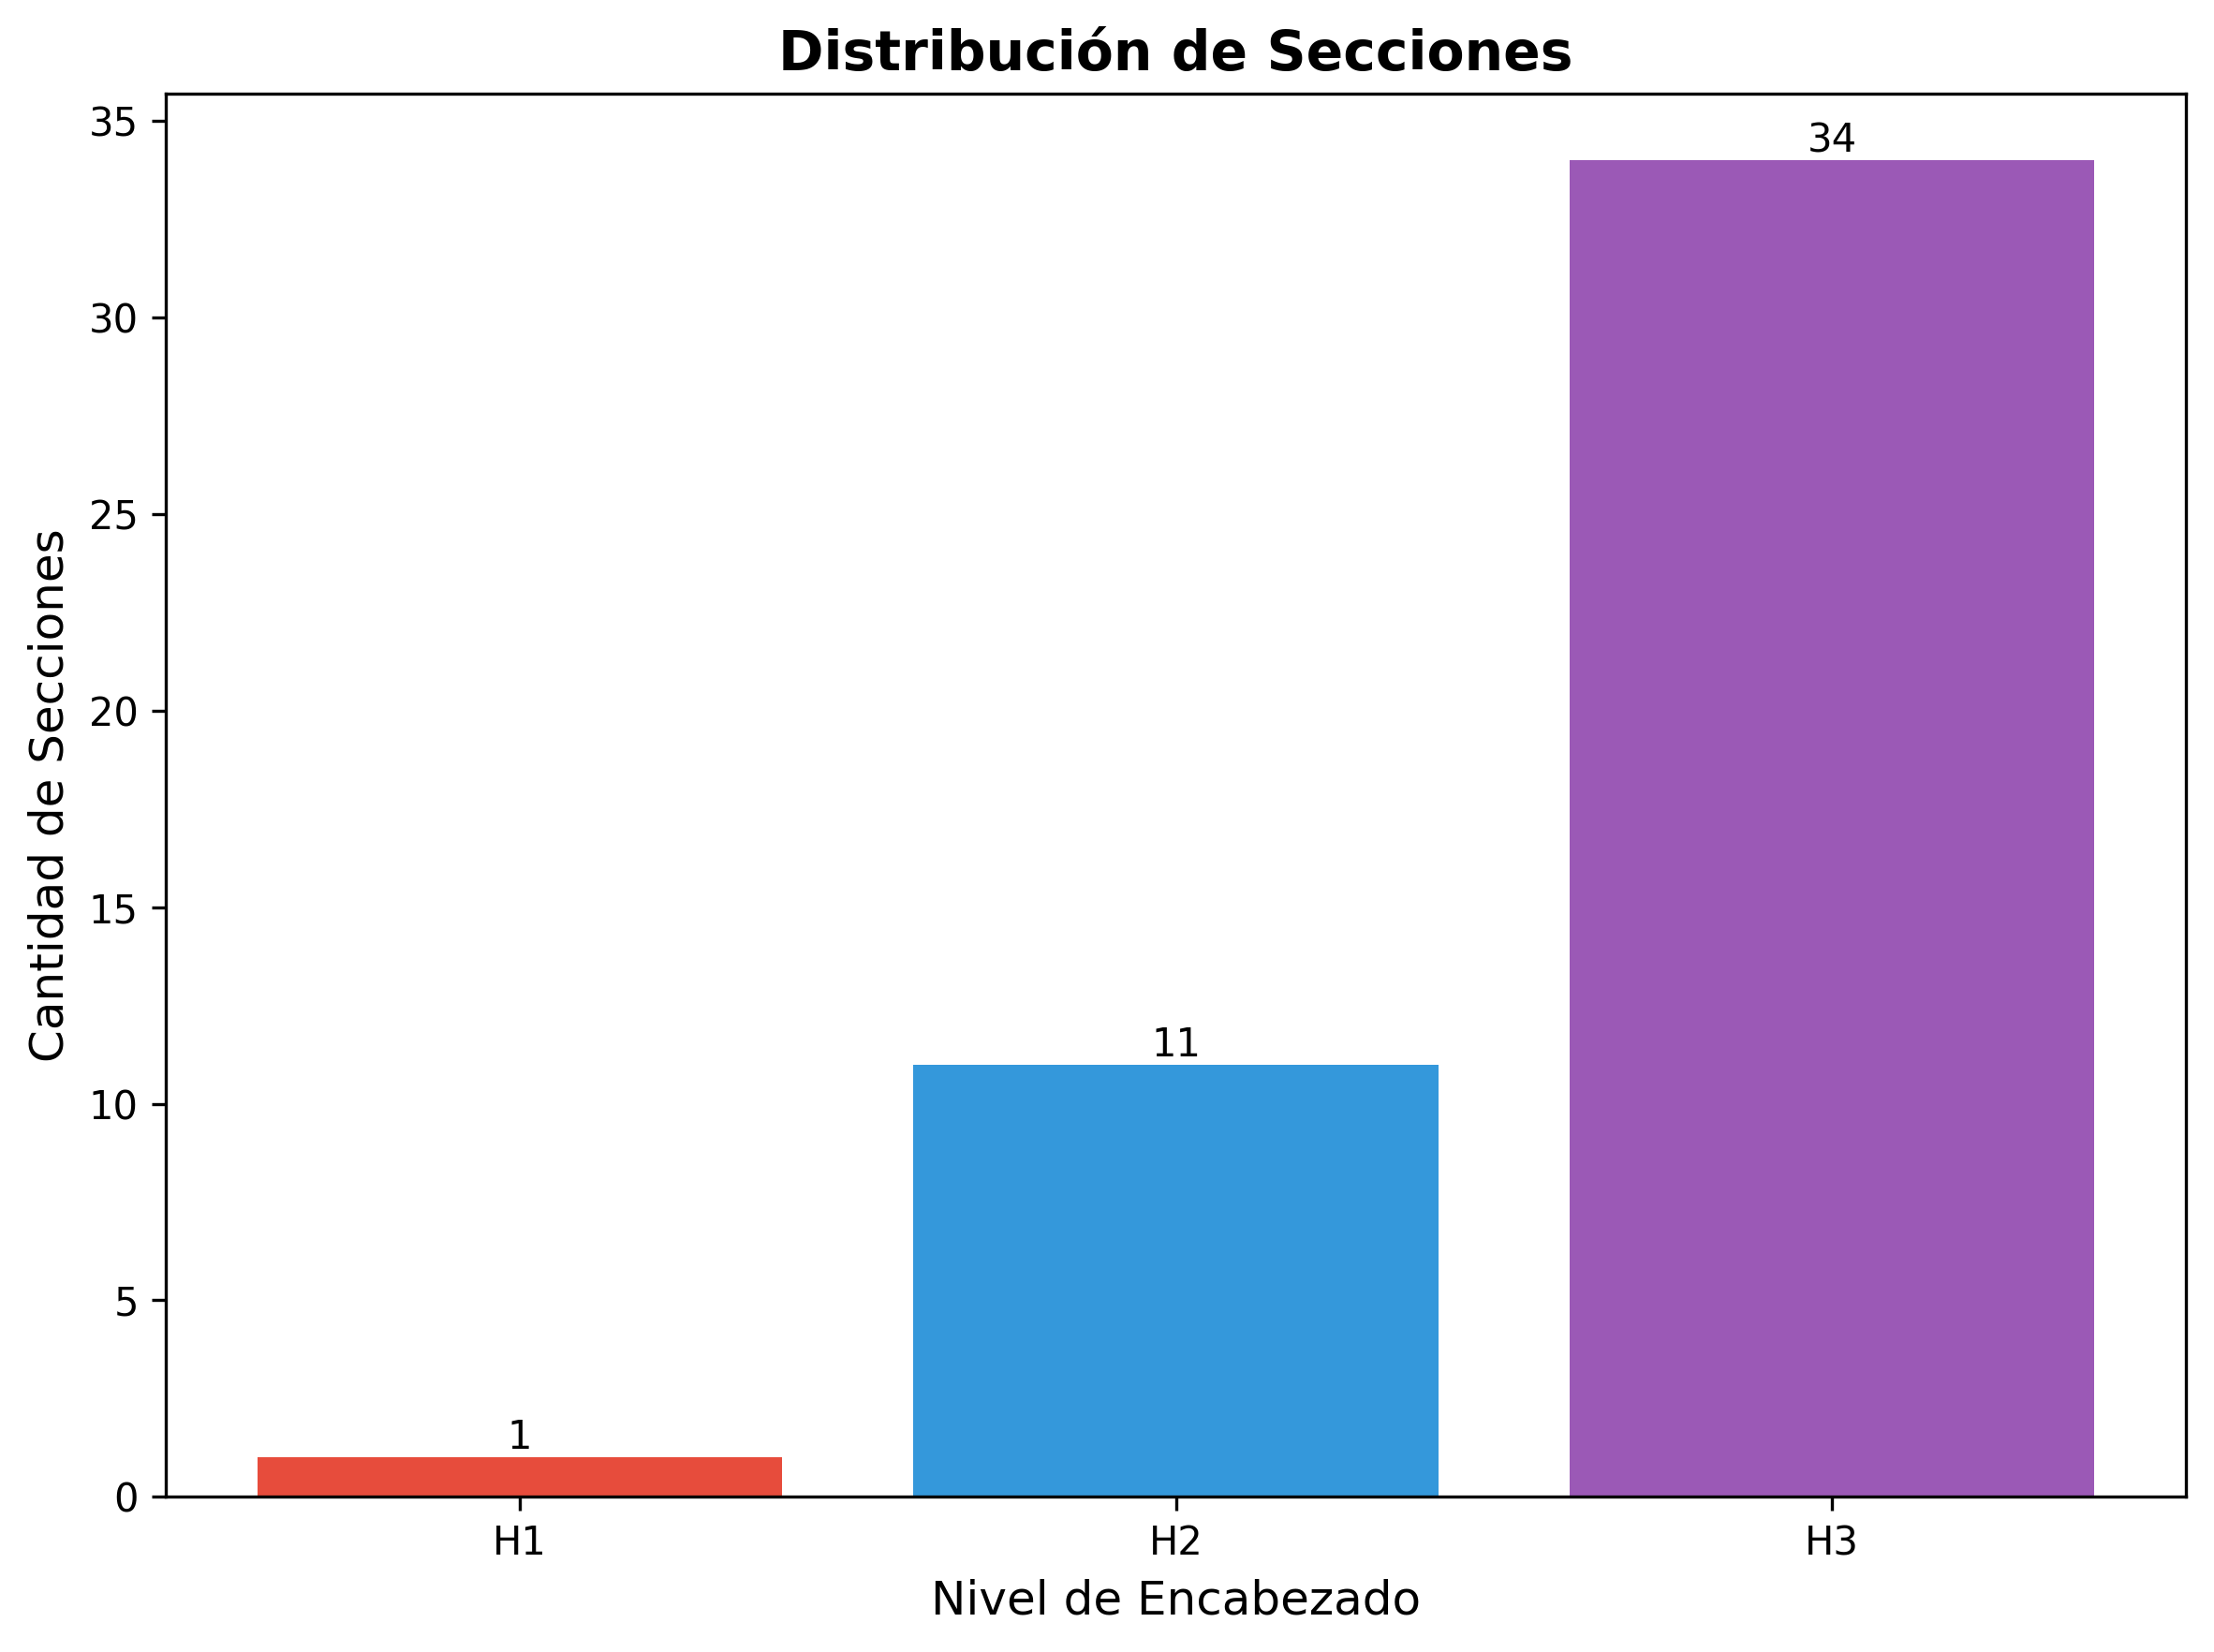 Distribución de Secciones
Cantidad de Secciones
35
30
25
20
15
10
5
0
1
11
34
H1
H2
H3
Nivel de Encabezado